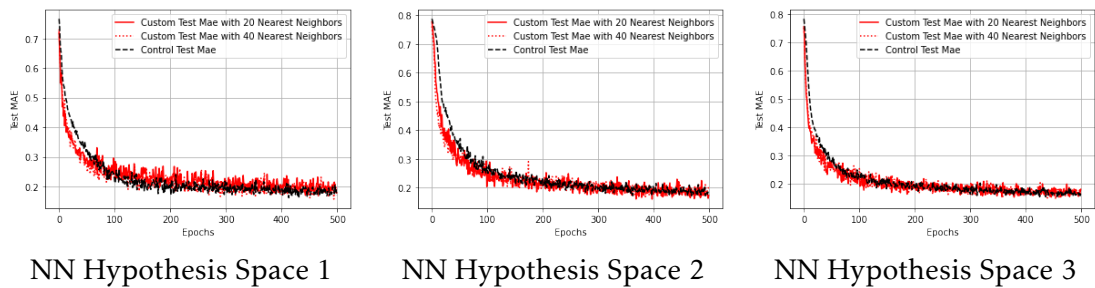 Custom Test Mae with 20 Nearest Neighbors
Custom Test Mae with 40 Nearest Neighbors
Control Test Mae
0.7
0.6
0.5
0.4
0.3
0.2
Test MAE
0
100
200
300
400
500
Epochs
NN Hypothesis Space 1
Custom Test Mae with 20 Nearest Neighbors
Custom Test Mae with 40 Nearest Neighbors
Control Test Mae
0.8
0.7
0.6
0.5
0.4
0.3
0.2
Test MAE
0
100
200
300
400
500
Epochs
NN Hypothesis Space 2
Custom Test Mae with 20 Nearest Neighbors
Custom Test Mae with 40 Nearest Neighbors
Control Test Mae
0.8
0.7
0.6
0.5
0.4
0.3
0.2
Test MAE
0
100
200
300
400
500
Epochs
NN Hypothesis Space 3